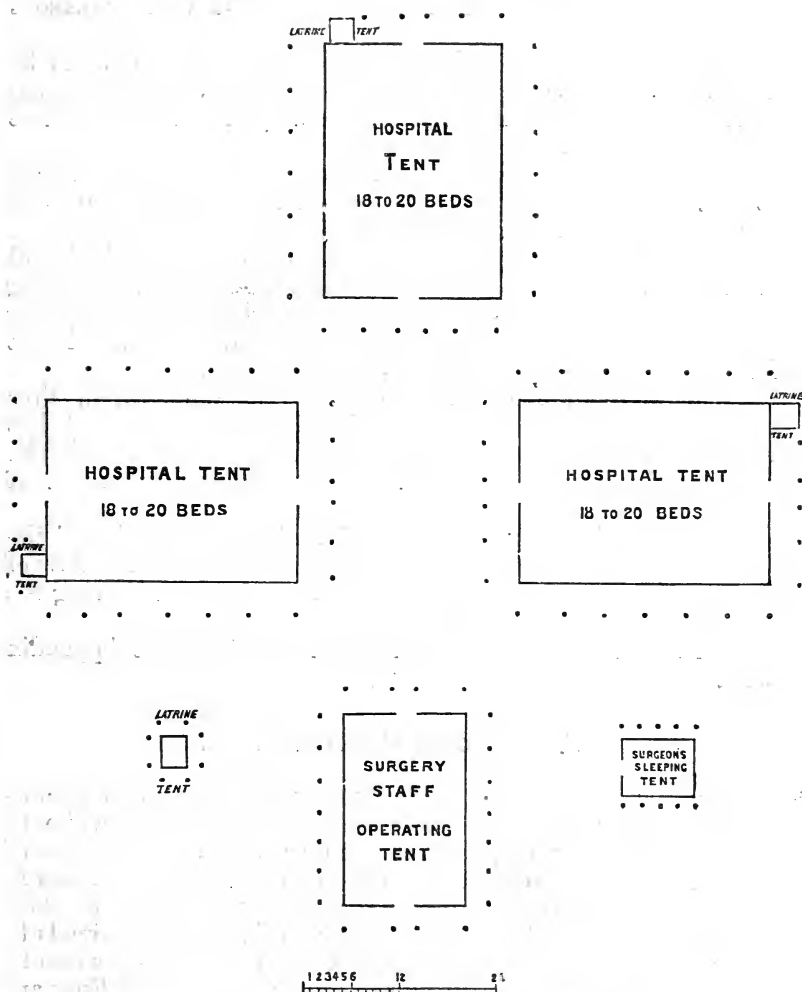 LATRINE TENT
HOSPITAL
TENT
18 TO 20 BEDS
HOSPITAL TENT
18 TO 20 BEDS
LATRINE
TENT
LATRINE
TENT
HOSPITAL TENT
18 TO 20 BEDS
LATRINE
TENT
SURGERY
STAFF
OPERATING
TENT
SURGEON'S
SLEEPING
TENT
1 2 3 4 5 6 12